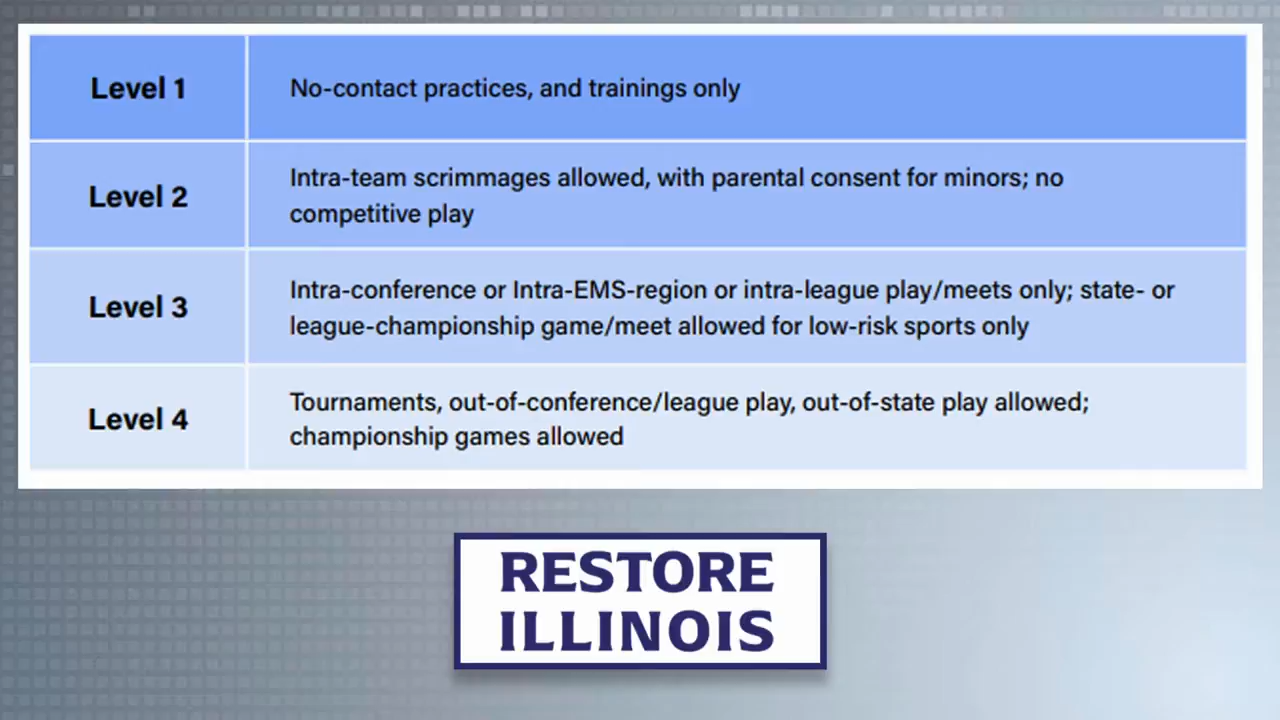 Level 1
No-contact practices, and trainings only
Level 2
Intra-team scrimmages allowed, with parental consent for minors; no
competitive play
Level 3
Intra-conference or Intra-EMS-region or intra-league play/meets only; state- or
league-championship game/meet allowed for low-risk sports only
Level 4
Tournaments, out-of-conference/league play, out-of-state play allowed;
championship games allowed
RESTORE
ILLINOIS